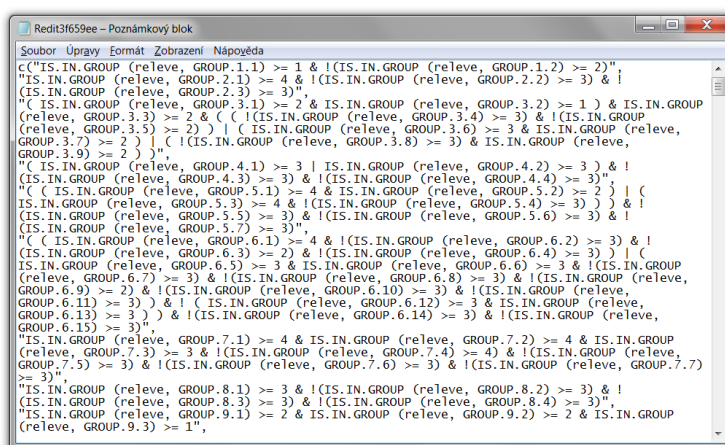 Redit3f659ee – Poznámkový blok
Soubor Úpravy Formát Zobrazení Nápověda
c("IS.IN.GROUP (releve, GROUP.1.1) >= 1 & !(IS.IN.GROUP (releve, GROUP.1.2) >= 2)",
"IS.IN.GROUP (releve, GROUP.2.1) >= 4 & !(IS.IN.GROUP (releve, GROUP.2.2) >= 3) & !
(IS.IN.GROUP (releve, GROUP.2.3) >= 3)",
"( IS.IN.GROUP (releve, GROUP.3.1) >= 2 & IS.IN.GROUP (releve, GROUP.3.2) >= 1 ) & IS.IN.GROUP
(releve, GROUP.3.3) >= 2 & ( ( !(IS.IN.GROUP (releve, GROUP.3.4) >= 3) & !(IS.IN.GROUP
(releve, GROUP.3.5) >= 2) ) | ( IS.IN.GROUP (releve, GROUP.3.6) >= 3 & IS.IN.GROUP (releve,
GROUP.3.7) >= 2 ) | ( !(IS.IN.GROUP (releve, GROUP.3.8) >= 3) & IS.IN.GROUP (releve,
GROUP.3.9) >= 2 ) )",
"( IS.IN.GROUP (releve, GROUP.4.1) >= 3 | IS.IN.GROUP (releve, GROUP.4.2) >= 3 ) & !
(IS.IN.GROUP (releve, GROUP.4.3) >= 3) & !(IS.IN.GROUP (releve, GROUP.4.4) >= 3)",
"( ( IS.IN.GROUP (releve, GROUP.5.1) >= 4 & IS.IN.GROUP (releve, GROUP.5.2) >= 2 ) | (
IS.IN.GROUP (releve, GROUP.5.3) >= 4 & !(IS.IN.GROUP (releve, GROUP.5.4) >= 3) ) ) & !
(IS.IN.GROUP (releve, GROUP.5.5) >= 3) & !(IS.IN.GROUP (releve, GROUP.5.6) >= 3) & !
(IS.IN.GROUP (releve, GROUP.5.7) >= 3)",
"( ( IS.IN.GROUP (releve, GROUP.6.1) >= 4 & !(IS.IN.GROUP (releve, GROUP.6.2) >= 3) & !
(IS.IN.GROUP (releve, GROUP.6.3) >= 2) & !(IS.IN.GROUP (releve, GROUP.6.4) >= 3) ) | (
IS.IN.GROUP (releve, GROUP.6.5) >= 3 & IS.IN.GROUP (releve, GROUP.6.6) >= 3 & !(IS.IN.GROUP
(releve, GROUP.6.7) >= 3) & !(IS.IN.GROUP (releve, GROUP.6.8) >= 3) & !(IS.IN.GROUP (releve,
GROUP.6.9) >= 2) & !(IS.IN.GROUP (releve, GROUP.6.10) >= 3) & !(IS.IN.GROUP (releve,
GROUP.6.11) >= 3) ) & ! ( IS.IN.GROUP (releve, GROUP.6.12) >= 3 & IS.IN.GROUP (releve,
GROUP.6.13) >= 3 ) ) & !(IS.IN.GROUP (releve, GROUP.6.14) >= 3) & !(IS.IN.GROUP (releve,
GROUP.6.15) >= 3)",
"IS.IN.GROUP (releve, GROUP.7.1) >= 4 & IS.IN.GROUP (releve, GROUP.7.2) >= 4 & IS.IN.GROUP
(releve, GROUP.7.3) >= 3 & !(IS.IN.GROUP (releve, GROUP.7.4) >= 4) & !(IS.IN.GROUP (releve,
GROUP.7.5) >= 3) & !(IS.IN.GROUP (releve, GROUP.7.6) >= 3) & !(IS.IN.GROUP (releve, GROUP.7.7)
>= 3)",
"IS.IN.GROUP (releve, GROUP.8.1) >= 3 & !(IS.IN.GROUP (releve, GROUP.8.2) >= 3) & !
(IS.IN.GROUP (releve, GROUP.8.3) >= 3) & !(IS.IN.GROUP (releve, GROUP.8.4) >= 3)",
"IS.IN.GROUP (releve, GROUP.9.1) >= 2 & IS.IN.GROUP (releve, GROUP.9.2) >= 2 & IS.IN.GROUP
(releve, GROUP.9.3) >= 1",